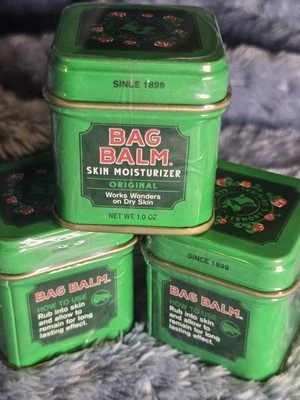 SINCE 1899
BAG
BALM®
SKIN MOISTURIZER
ORIGINAL
Works Wonders
on Dry Skin
NET WT. 1.0 OZ
BAG BALM®
HOW TO USE
Rub into skin
and allow to
remain for long
lasting effect.
VERMONT
SINCE 1899
BAG BALM®
HOW TO USE
Rub into skin
and allow to
remain for long
lasting effect.